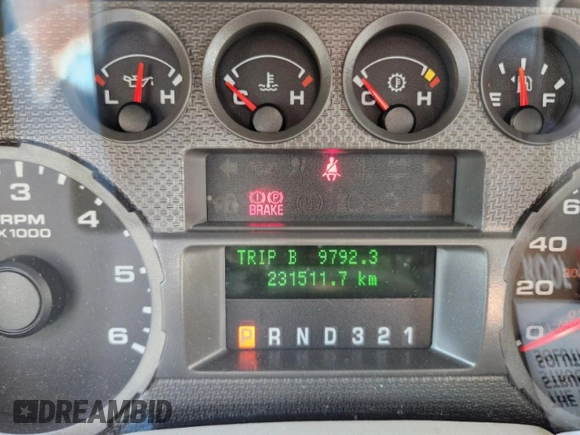 L H
C H
C H
E F
BRAKE
TRIP B 9792.3
231511.7 km
P R N D 3 2 1
3
4
5
6
RPM
X1000
6
40
20
0
DREAMBID